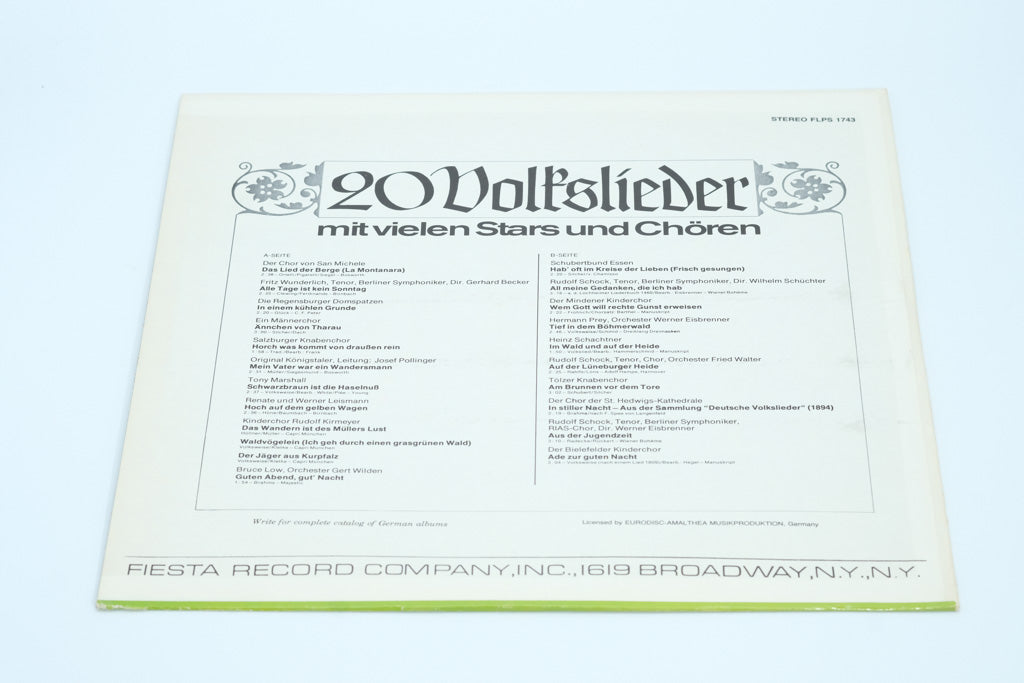 STEREO FLPS 1743
20 Volkslieder
mit vielen Stars und Chören
A-SEITE
Der Chor von San Michele
Das Lied der Berge (La Montanara)
Fritz Wunderlich, Tenor, Berliner Symphoniker, Dir. Gerhard Becker
Alle Tage ist kein Sonntag
Die Regensburger Domspatzen
In einem kühlen Grunde
Ein Männerchor
Ännchen von Tharau
Salzburger Knabenchor
Horch was kommt von draußen rein
Original Königstaler, Leitung: Josef Pollinger
Mein Vater war ein Wandersmann
Tony Marshall
Schwarzbraun ist die Haselnuß
Renate und Werner Leismann
Hoch auf dem gelben Wagen
Kinderchor Rudolf Kirmeyer
Das Wandern ist des Müllers Lust
Waldvögelein (Ich geh durch einen grasgrünen Wald)
Der Jäger aus Kurpfalz
Bruce Low, Orchester Gert Wilden
Guten Abend, gut' Nacht
1:54 - Brahms - Majestic
B-SEITE
Schubertbund Essen
Hab' oft im Kreise der Lieben (Frisch gesungen)
Rudolf Schock, Tenor, Berliner Symphoniker, Dir. Wilhelm Schüchter
All meine Gedanken, die ich hab
Der Mindener Kinderchor
Wem Gott will rechte Gunst erweisen
Hermann Prey, Orchester Werner Eisbrenner
Tief in dem Böhmerwald
Heinz Schachtner
Im Wald und auf der Heide
Rudolf Schock, Tenor, Chor, Orchester Fried Walter
Auf der Lüneburger Heide
Tölzer Knabenchor
Am Brunnen vor dem Tore
Der Chor der St. Hedwigs-Kathedrale
In stiller Nacht – Aus der Sammlung "Deutsche Volkslieder" (1894)
Rudolf Schock, Tenor, Berliner Symphoniker,
RIAS-Chor, Dir. Werner Eisbrenner
Aus der Jugendzeit
Der Bielefelder Kinderchor
Ade zur guten Nacht
Write for complete catalog of German albums
Licensed by EURODISC-AMALTHEA MUSIKPRODUKTION, Germany
FIESTA RECORD COMPANY, INC., 1619 BROADWAY, N.Y., N.Y.